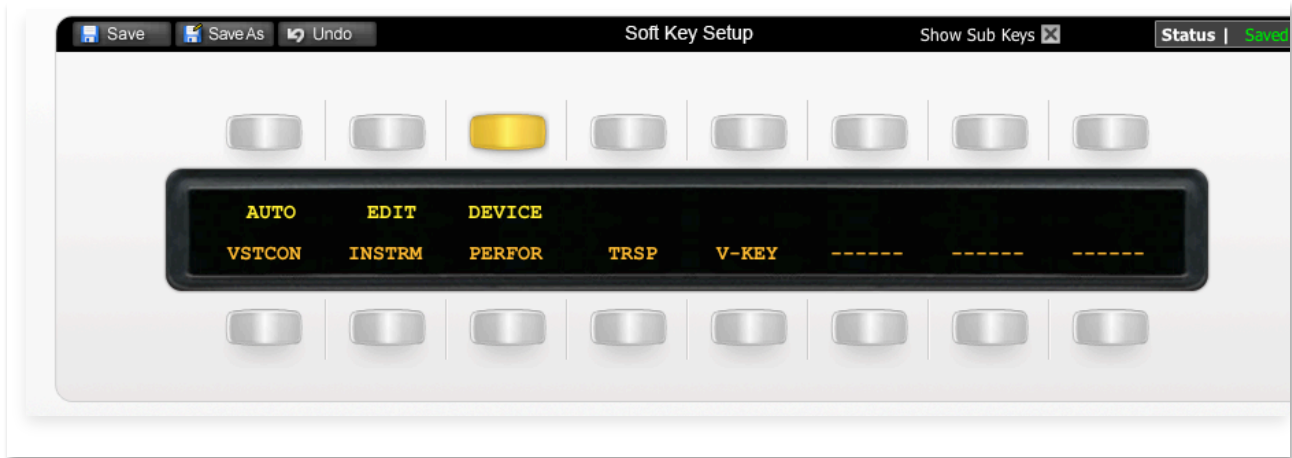 Save Save As Undo Soft Key Setup Show Sub Keys Status | Saved
AUTO EDIT DEVICE
VSTCON INSTRM PERFOR TRSP V-KEY ------ ------ ------